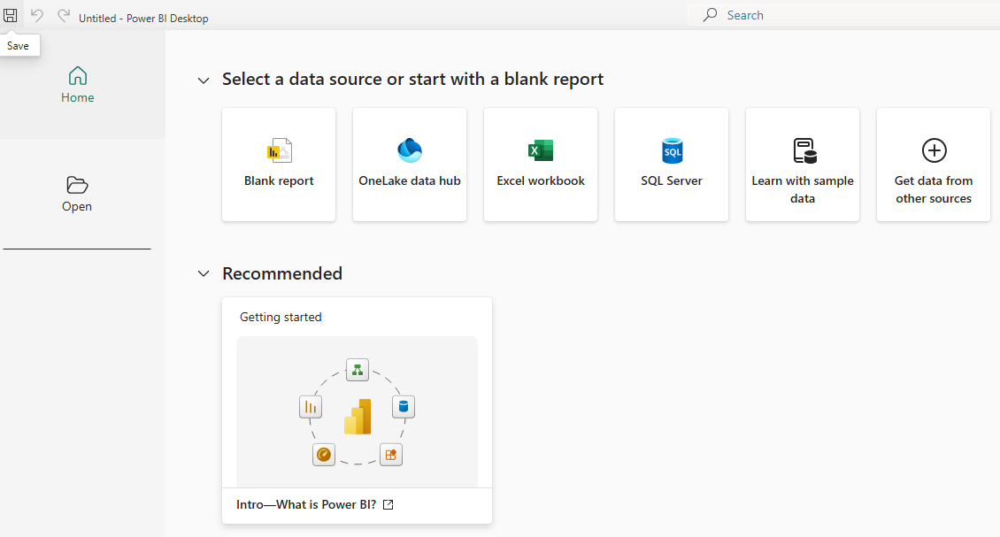 Untitled - Power BI Desktop
Search
Save
Home
Open
Select a data source or start with a blank report
Blank report
OneLake data hub
Excel workbook
SQL
SQL Server
Learn with sample
data
Get data from
other sources
Recommended
Getting started
Intro—What is Power BI?